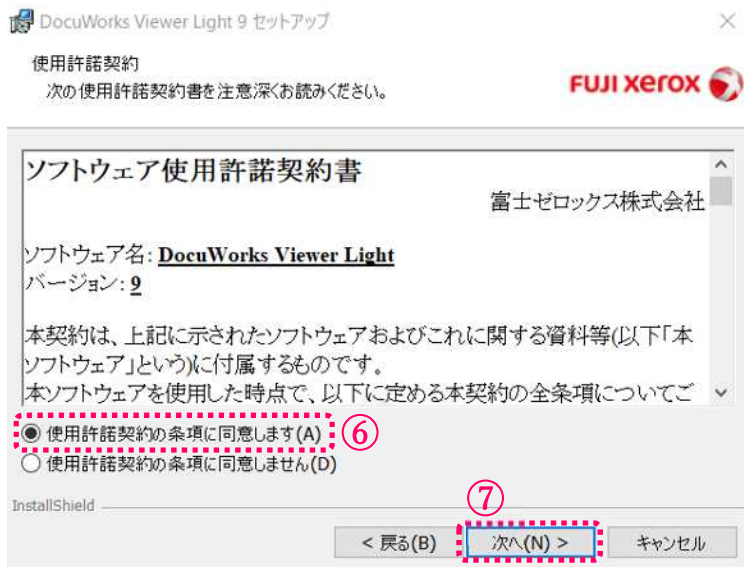 DocuWorks Viewer Light 9 セットアップ
使用許諾契約
次の使用許諾契約書を注意深くお読みください。
FUJI xerox
ソフトウェア使用許諾契約書
富士ゼロックス株式会社
ソフトウェア名: DocuWorks Viewer Light
バージョン: 9
本契約は、上記に示されたソフトウェアおよびこれに関する資料等(以下「本
ソフトウェア」という)に付属するものです。
本ソフトウェアを使用した時点で、以下に定める本契約の全条項についてご
使用許諾契約の条項に同意します(A) ⑥
使用許諾契約の条項に同意しません(D)
⑦
InstallShield
< 戻る(B) 次へ(N) > キャンセル